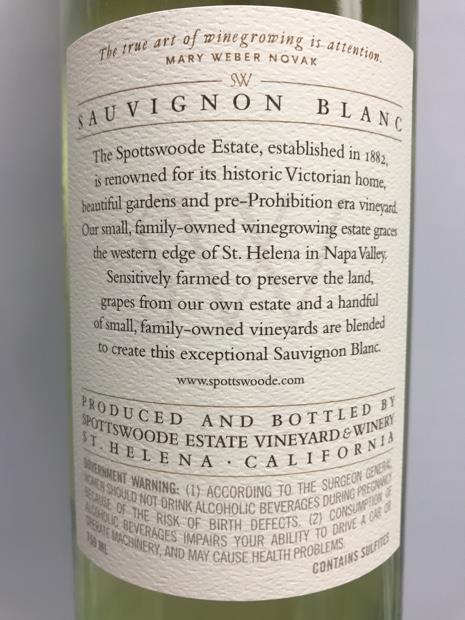 The true art of winegrowing is attention.
MARY WEBER NOVAK
SW
SAUVIGNON BLANC
The Spottswoode Estate, established in 1882,
is renowned for its historic Victorian home,
beautiful gardens and pre-Prohibition era vineyard.
Our small, family-owned winegrowing estate graces
the western edge of St. Helena in Napa Valley.
Sensitively farmed to preserve the land,
grapes from our own estate and a handful
of small, family-owned vineyards are blended
to create this exceptional Sauvignon Blanc.
www.spottswoode.com
PRODUCED AND BOTTLED BY
SPOTTSWOODE ESTATE VINEYARD & WINERY
ST. HELENA · CALIFORNIA
GOVERNMENT WARNING: (1) ACCORDING TO THE SURGEON GENERAL,
WOMEN SHOULD NOT DRINK ALCOHOLIC BEVERAGES DURING PREGNANCY
BECAUSE OF THE RISK OF BIRTH DEFECTS. (2) CONSUMPTION OF
ALCOHOLIC BEVERAGES IMPAIRS YOUR ABILITY TO DRIVE A CAR OR
OPERATE MACHINERY, AND MAY CAUSE HEALTH PROBLEMS.
750 ML
CONTAINS SULFITES